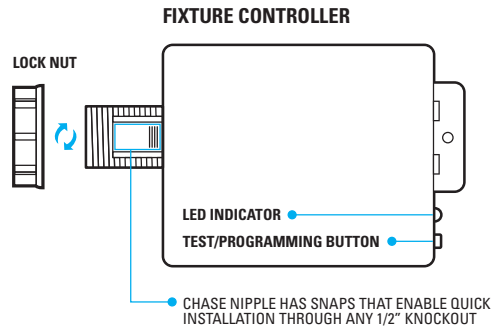 FIXTURE CONTROLLER
LOCK NUT
LED INDICATOR
TEST/PROGRAMMING BUTTON
CHASE NIPPLE HAS SNAPS THAT ENABLE QUICK
INSTALLATION THROUGH ANY 1/2” KNOCKOUT